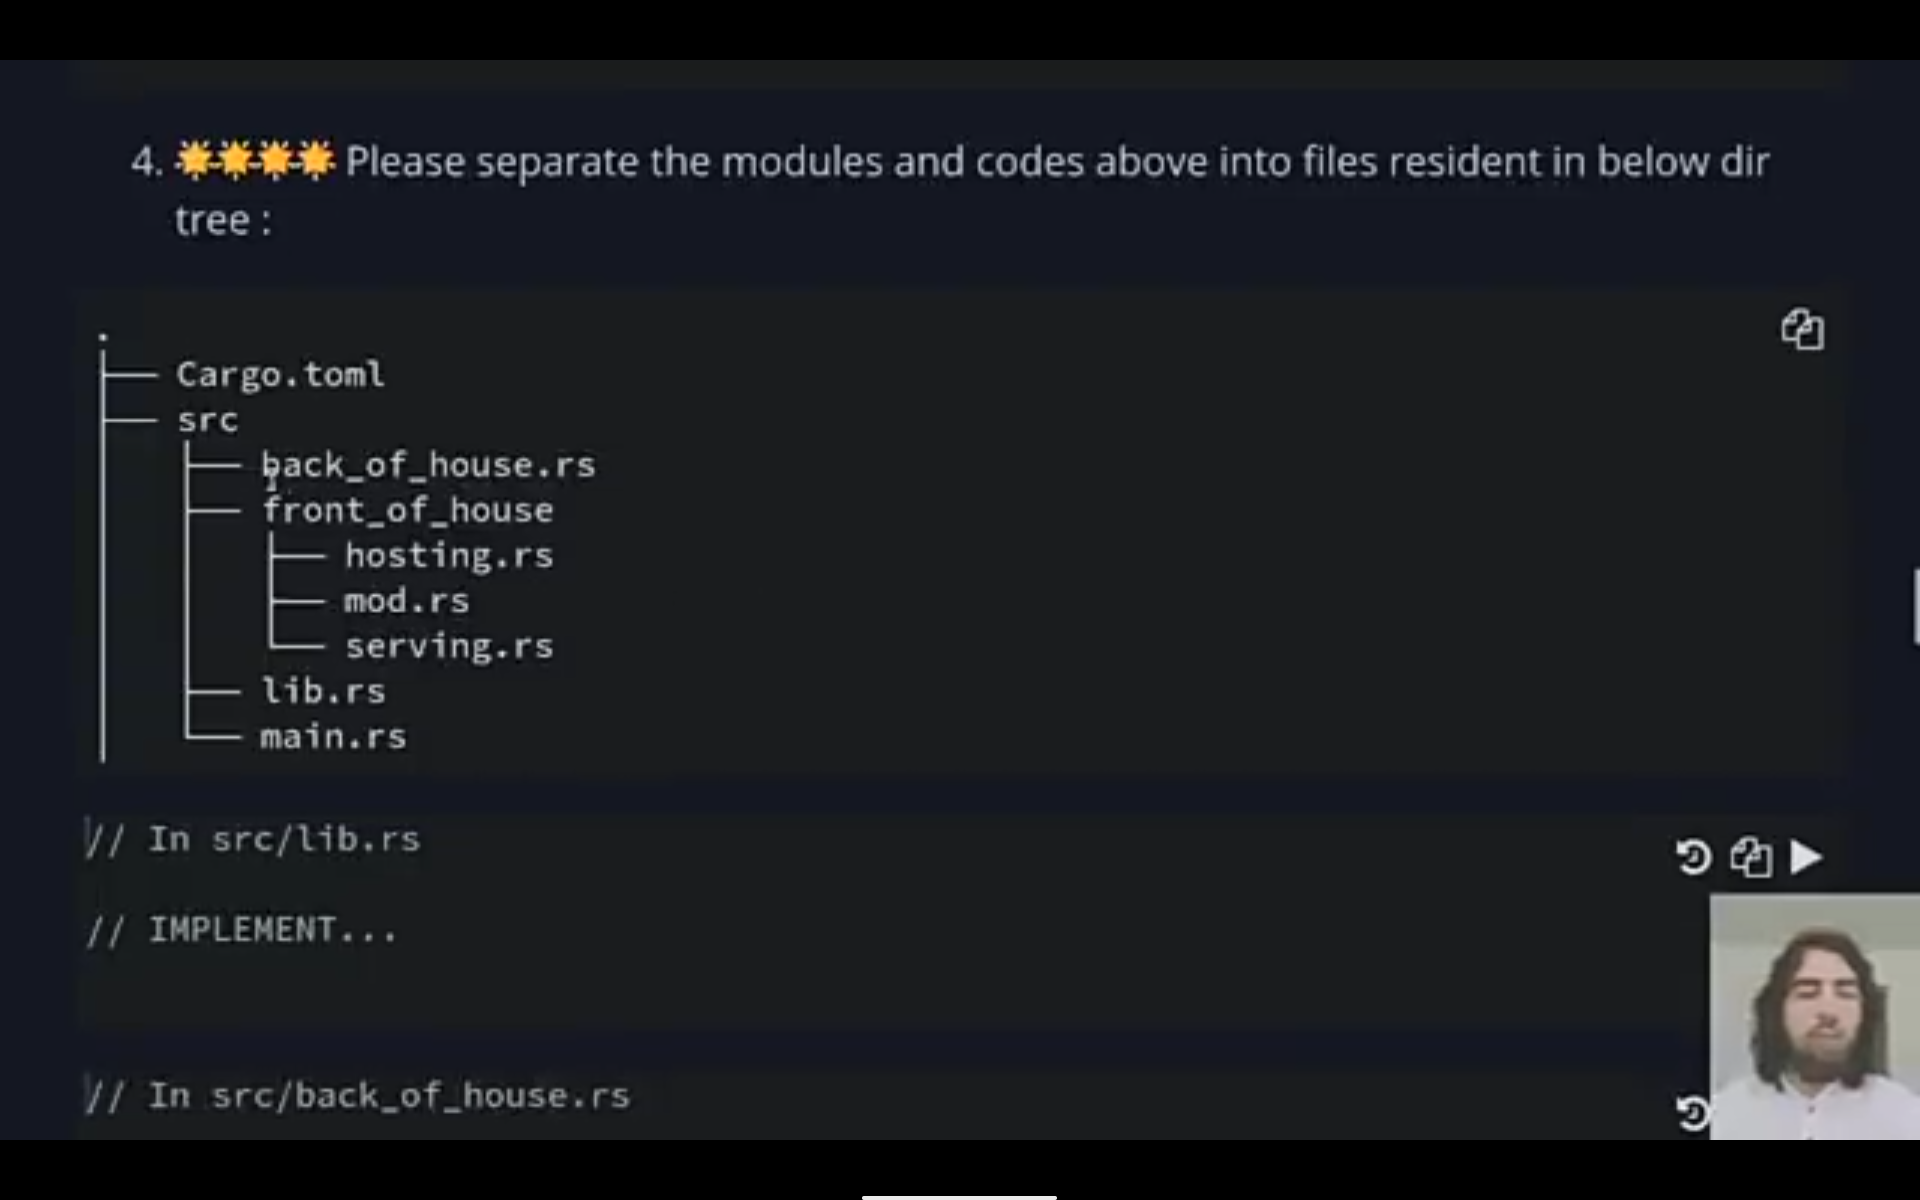 4. 🌟🌟🌟🌟 Please separate the modules and codes above into files resident in below dir
tree :
.
├── Cargo.toml
├── src
│   ├── back_of_house.rs
│   ├── front_of_house
│   │   ├── hosting.rs
│   │   ├── mod.rs
│   │   └── serving.rs
│   ├── lib.rs
│   └── main.rs
// In src/lib.rs
// IMPLEMENT...
// In src/back_of_house.rs